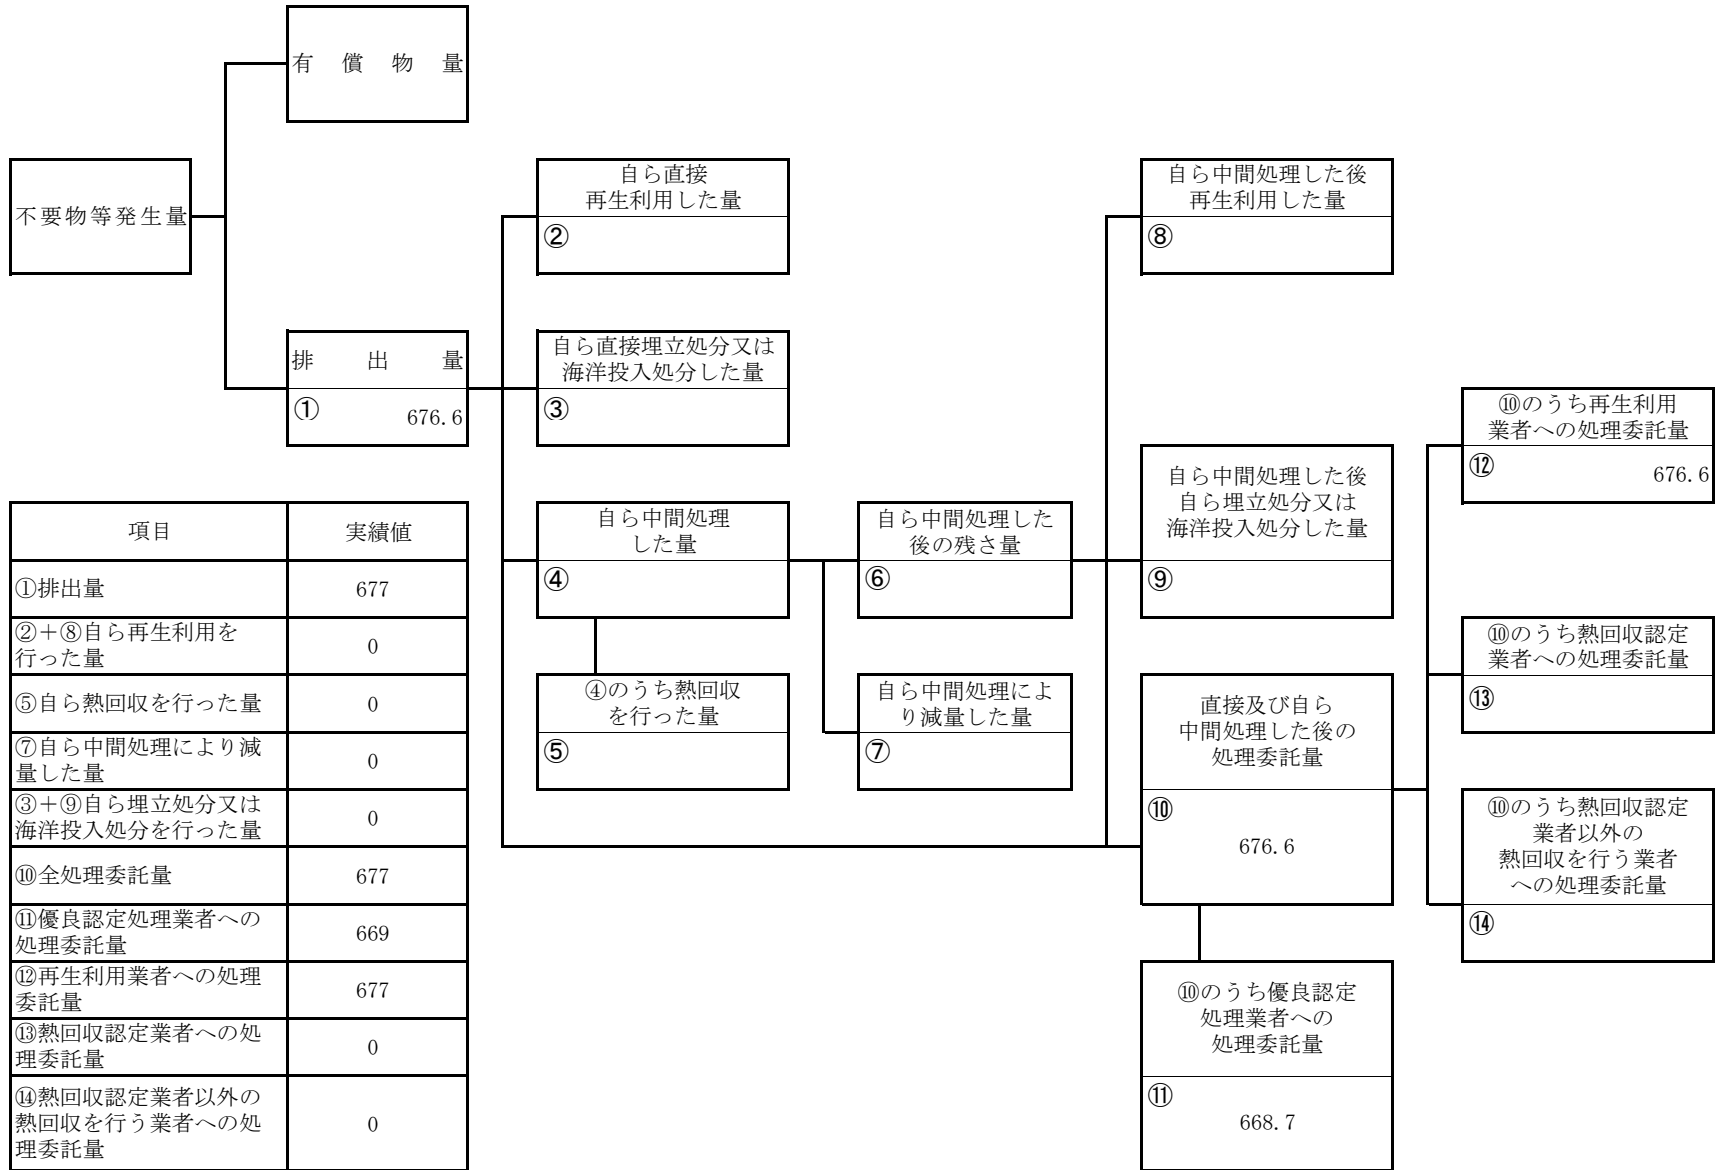 有償物量
不要物等発生量
排出量
① 676.6
自ら直接
再生利用した量
②
自ら直接埋立処分又は
海洋投入処分した量
③
自ら中間処理
した量
④
④のうち熱回収
を行った量
⑤
自ら中間処理した
後の残さ量
⑥
自ら中間処理によ
り減量した量
⑦
自ら中間処理した後
再生利用した量
⑧
自ら中間処理した後
自ら埋立処分又は
海洋投入処分した量
⑨
直接及び自ら
中間処理した後の
処理委託量
⑩
676.6
⑩のうち優良認定
処理業者への
処理委託量
⑪
668.7
⑩のうち再生利用
業者への処理委託量
⑫ 676.6
⑩のうち熱回収認定
業者への処理委託量
⑬
⑩のうち熱回収認定
業者以外の
熱回収を行う業者
への処理委託量
⑭
項目 実績値
①排出量 677
②＋⑧自ら再生利用を
行った量 0
⑤自ら熱回収を行った量 0
⑦自ら中間処理により減
量した量 0
③＋⑨自ら埋立処分又は
海洋投入処分を行った量 0
⑩全処理委託量 677
⑪優良認定処理業者への
処理委託量 669
⑫再生利用業者への処理
委託量 677
⑬熱回収認定業者への処
理委託量 0
⑭熱回収認定業者以外の
熱回収を行う業者への処
理委託量 0